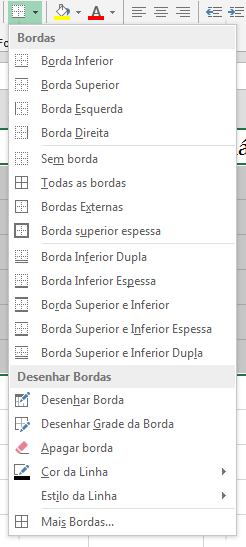 A
Bordas
Borda Inferior
Borda Superior
Borda Esquerda
Borda Direita
Sem borda
Todas as bordas
Bordas Externas
Borda superior espessa
Borda Inferior Dupla
Borda Inferior Espessa
Borda Superior e Inferior
Borda Superior e Inferior Espessa
Borda Superior e Inferior Dupla
Desenhar Bordas
Desenhar Borda
Desenhar Grade da Borda
Apagar borda
Cor da Linha
Estilo da Linha
Mais Bordas...